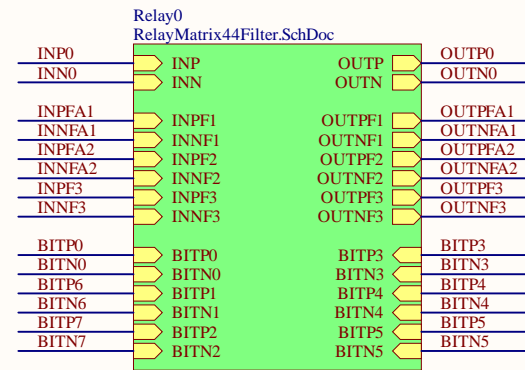 Relay0
RelayMatrix44Filter.SchDoc
INP0 INP OUTP OUTP0
INN0 INN OUTN OUTN0
INPFA1 INPF1 OUTPF1 OUTPFA1
INNFA1 INNF1 OUTNF1 OUTNFA1
INPFA2 INPF2 OUTPF2 OUTPFA2
INNFA2 INNF2 OUTNF2 OUTNFA2
INPF3 INPF3 OUTPF3 OUTPF3
INNF3 INNF3 OUTNF3 OUTNF3
BITP0 BITP0 BITP3 BITP3
BITN0 BITN0 BITN3 BITN3
BITP6 BITP1 BITP4 BITP4
BITN6 BITN1 BITN4 BITN4
BITP7 BITP2 BITP5 BITP5
BITN7 BITN2 BITN5 BITN5